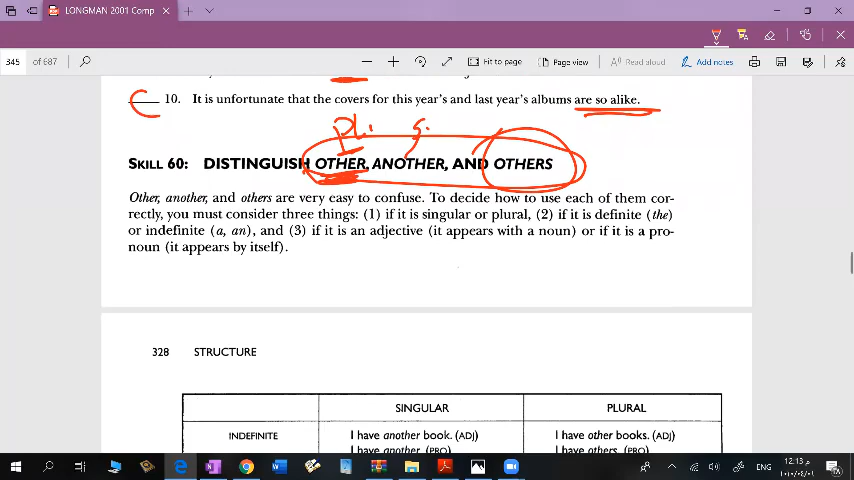 LONGMAN 2001 Comp
345 of 687
Fit to page
Page view
Read aloud
Add notes
C 10. It is unfortunate that the covers for this year's and last year's albums are so alike.
PL. S.
SKILL 60: DISTINGUISH OTHER, ANOTHER, AND OTHERS
Other, another, and others are very easy to confuse. To decide how to use each of them cor-
rectly, you must consider three things: (1) if it is singular or plural, (2) if it is definite (the)
or indefinite (a, an), and (3) if it is an adjective (it appears with a noun) or if it is a pro-
noun (it appears by itself).
328 STRUCTURE
SINGULAR PLURAL
INDEFINITE I have another book. (ADJ) I have other books. (ADJ)
I have another. (PRO) I have others. (PRO)
ENG
12:13 م